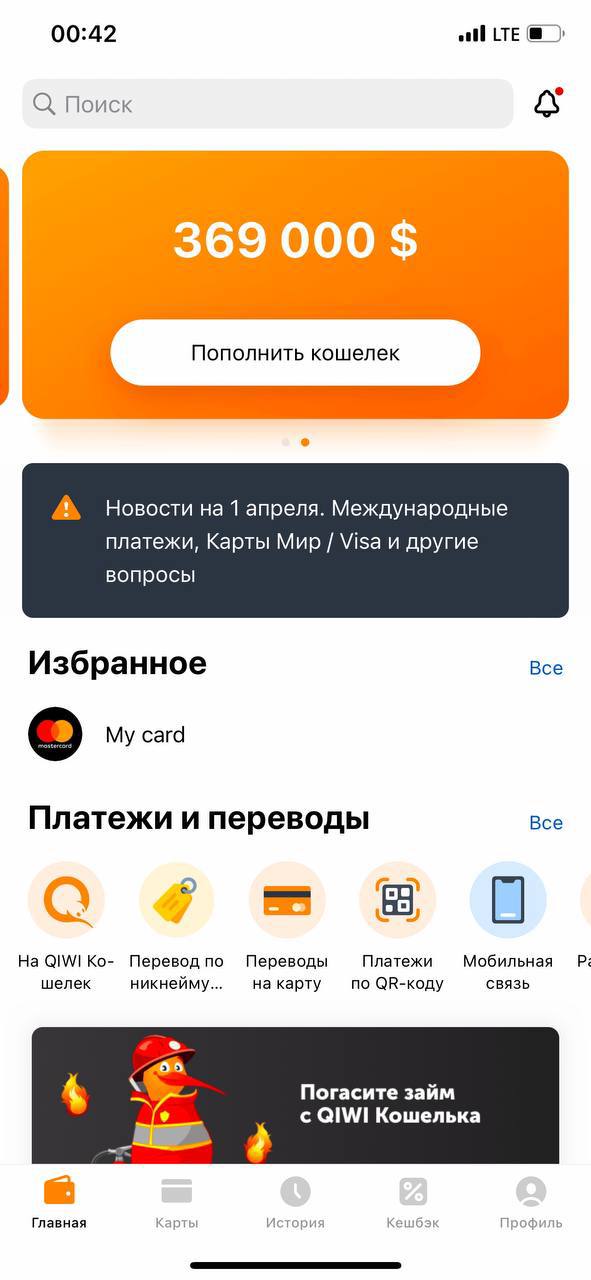 00:42
LTE
Поиск
369 000 $
Пополнить кошелек
Новости на 1 апреля. Международные
платежи, Карты Мир / Visa и другие
вопросы
Избранное
Все
mastercard
My card
Платежи и переводы
Все
На QIWI Ко-
шелек
Перевод по
никнейму...
Переводы
на карту
Платежи
по QR-коду
Мобильная
связь
Ра
Погасите займ
с QIWI Кошелька
Главная
Карты
История
Кешбэк
Профиль